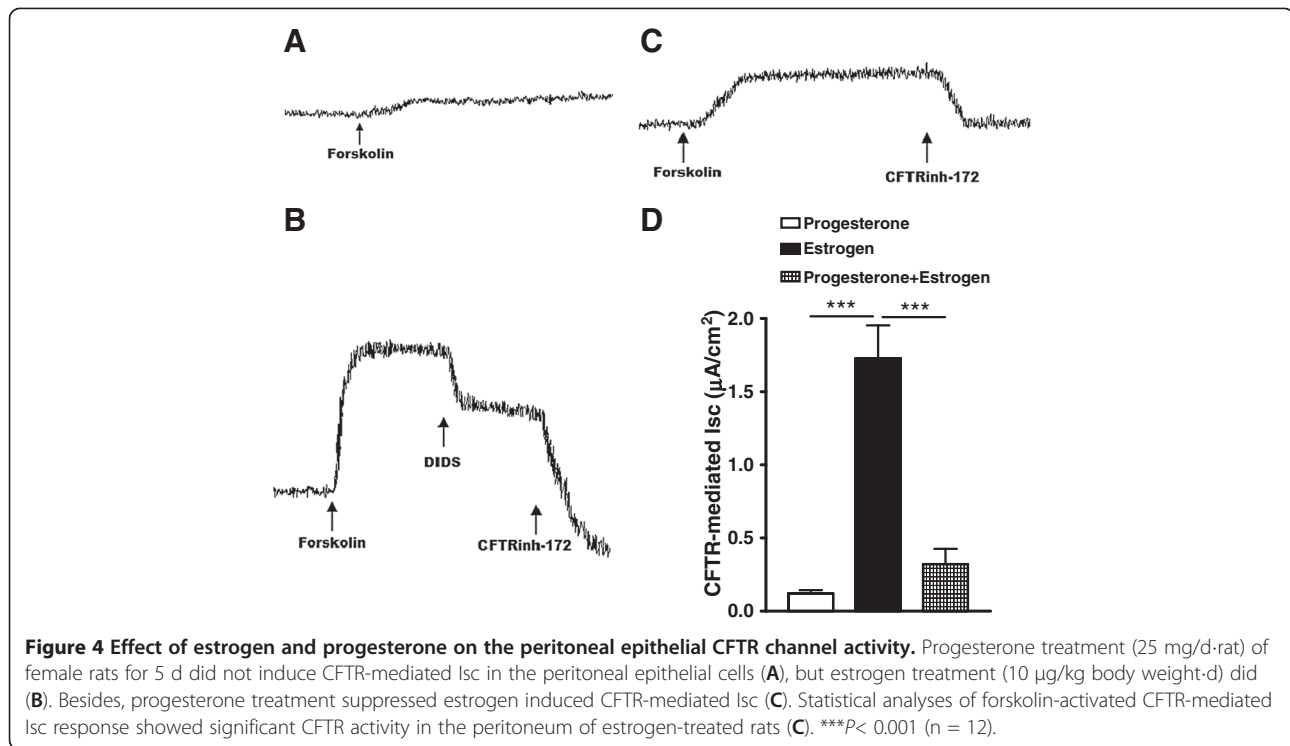 A
Forskolin
C
Forskolin
CFTRinh-172
B
Forskolin
DIDS
CFTRinh-172
D
Progesterone
Estrogen
Progesterone+Estrogen
CFTR-mediated Isc (µA/cm²)
2.0
1.5
1.0
0.5
0.0
***
***
Figure 4 Effect of estrogen and progesterone on the peritoneal epithelial CFTR channel activity. Progesterone treatment (25 mg/d·rat) of
female rats for 5 d did not induce CFTR-mediated Isc in the peritoneal epithelial cells (A), but estrogen treatment (10 µg/kg body weight·d) did
(B). Besides, progesterone treatment suppressed estrogen induced CFTR-mediated Isc (C). Statistical analyses of forskolin-activated CFTR-mediated
Isc response showed significant CFTR activity in the peritoneum of estrogen-treated rats (C). ***P< 0.001 (n = 12).